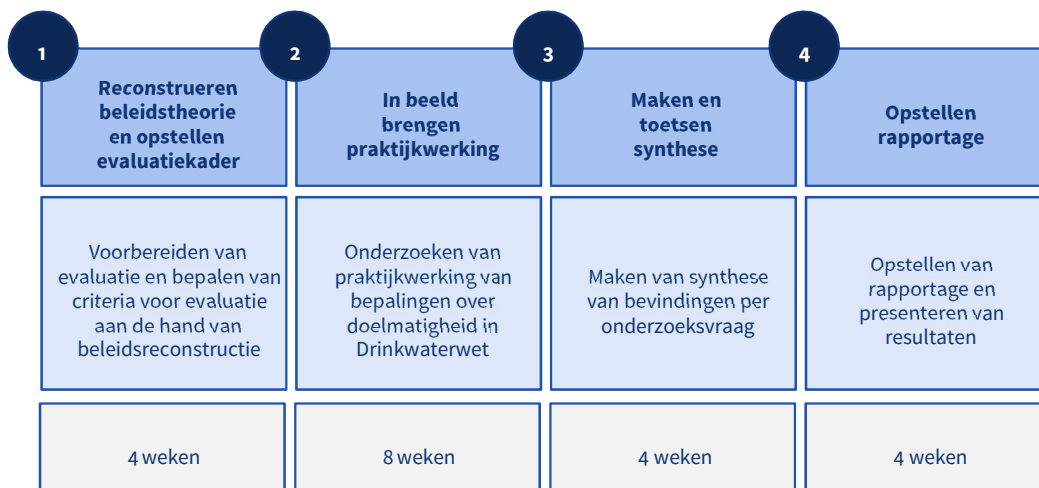 1
Reconstrueren
beleidstheorie
en opstellen
evaluatiekader
2
In beeld
brengen
praktijkwerking
3
Maken en
toetsen
synthese
4
Opstellen
rapportage
Voorbereiden van
evaluatie en bepalen van
criteria voor evaluatie
aan de hand van
beleidsreconstructie
Onderzoeken van
praktijkwerking van
bepalingen over
doelmatigheid in
Drinkwaterwet
Maken van synthese
van bevindingen per
onderzoeksvraag
Opstellen van
rapportage en
presenteren van
resultaten
4 weken
8 weken
4 weken
4 weken